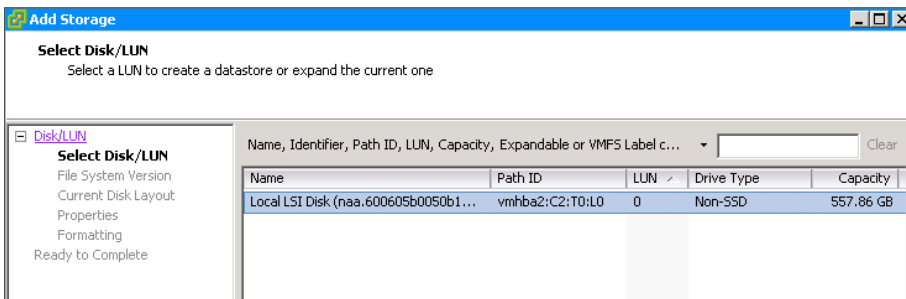 Add Storage
Select Disk/LUN
Select a LUN to create a datastore or expand the current one
Disk/LUN
Select Disk/LUN
File System Version
Current Disk Layout
Properties
Formatting
Ready to Complete
Name, Identifier, Path ID, LUN, Capacity, Expandable or VMFS Label c... Clear
Name Path ID LUN Drive Type Capacity
Local LSI Disk (naa.600605b0050b1... vmhba2:C2:T0:L0 0 Non-SSD 557.86 GB